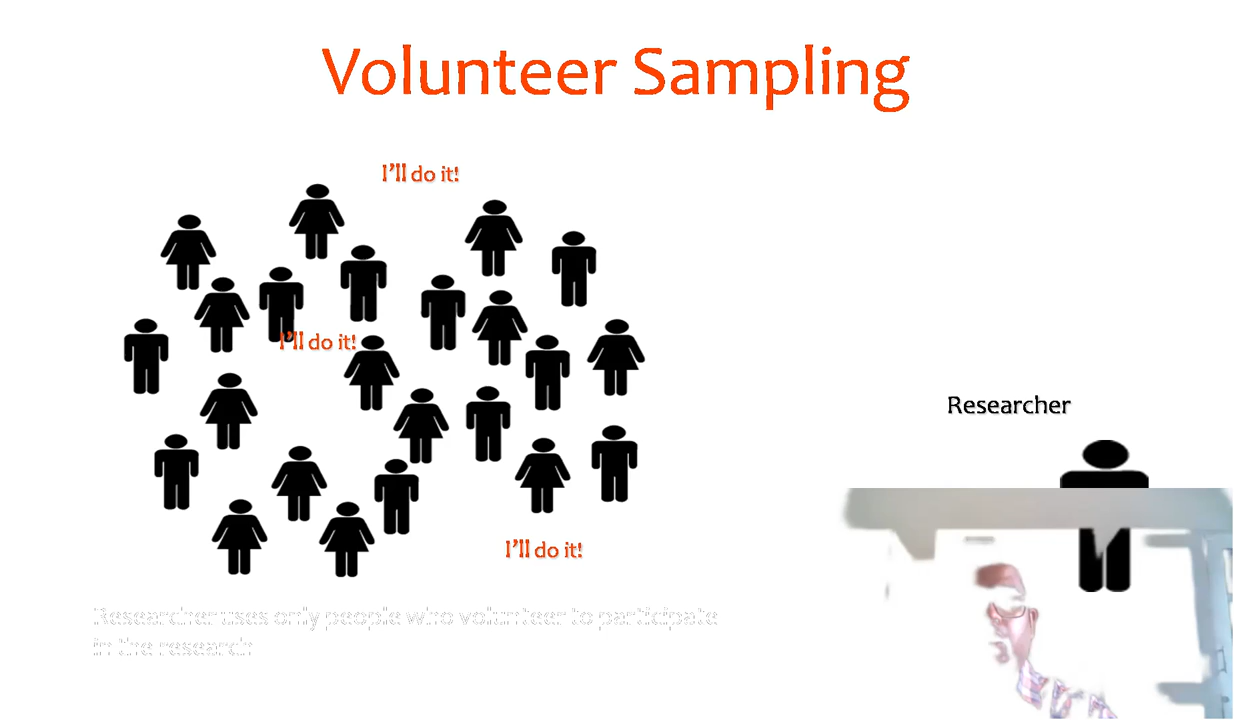 Volunteer Sampling
I'll do it!
I'll do it!
Researcher
I'll do it!
Researcher uses only people who volunteer to participate
in the research